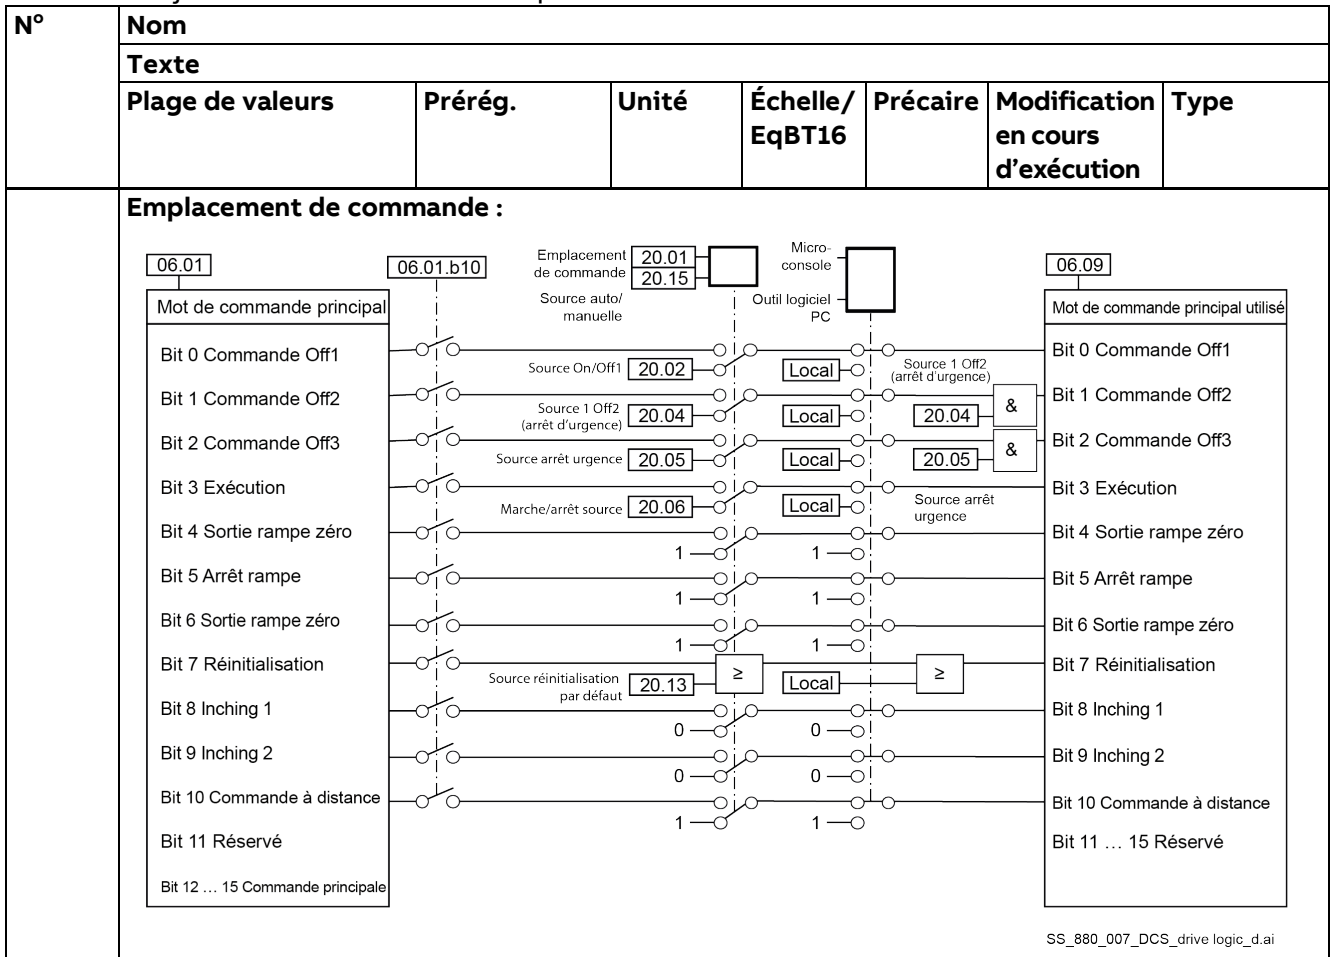 N°
Nom
Texte
Plage de valeurs Prérég. Unité Échelle/ Précaire Modification Type
EqBT16 en cours
d'exécution
Emplacement de commande :
06.01
06.01.b10
Emplacement
de commande
20.01
20.15
Source auto/
manuelle
Micro-
console
Outil logiciel
PC
06.09
Mot de commande principal
Mot de commande principal utilisé
Bit 0 Commande Off1
Source On/Off1 20.02
Local
Source 1 Off2
(arrêt d'urgence)
Bit 0 Commande Off1
Bit 1 Commande Off2
Source 1 Off2
(arrêt d'urgence)
20.04
Local
20.04
&
Bit 1 Commande Off2
Bit 2 Commande Off3
Source arrêt urgence 20.05
Local
20.05
&
Bit 2 Commande Off3
Bit 3 Exécution
Marche/arrêt source 20.06
Local
Source arrêt
urgence
Bit 3 Exécution
Bit 4 Sortie rampe zéro
1
1
Bit 4 Sortie rampe zéro
Bit 5 Arrêt rampe
1
1
Bit 5 Arrêt rampe
Bit 6 Sortie rampe zéro
1
1
Bit 6 Sortie rampe zéro
Bit 7 Réinitialisation
Source réinitialisation
par défaut
20.13
≥
Local
≥
Bit 7 Réinitialisation
Bit 8 Inching 1
0
0
Bit 8 Inching 1
Bit 9 Inching 2
0
0
Bit 9 Inching 2
Bit 10 Commande à distance
1
1
Bit 10 Commande à distance
Bit 11 Réservé
Bit 11 … 15 Réservé
Bit 12 … 15 Commande principale
SS_880_007_DCS_drive logic_d.ai